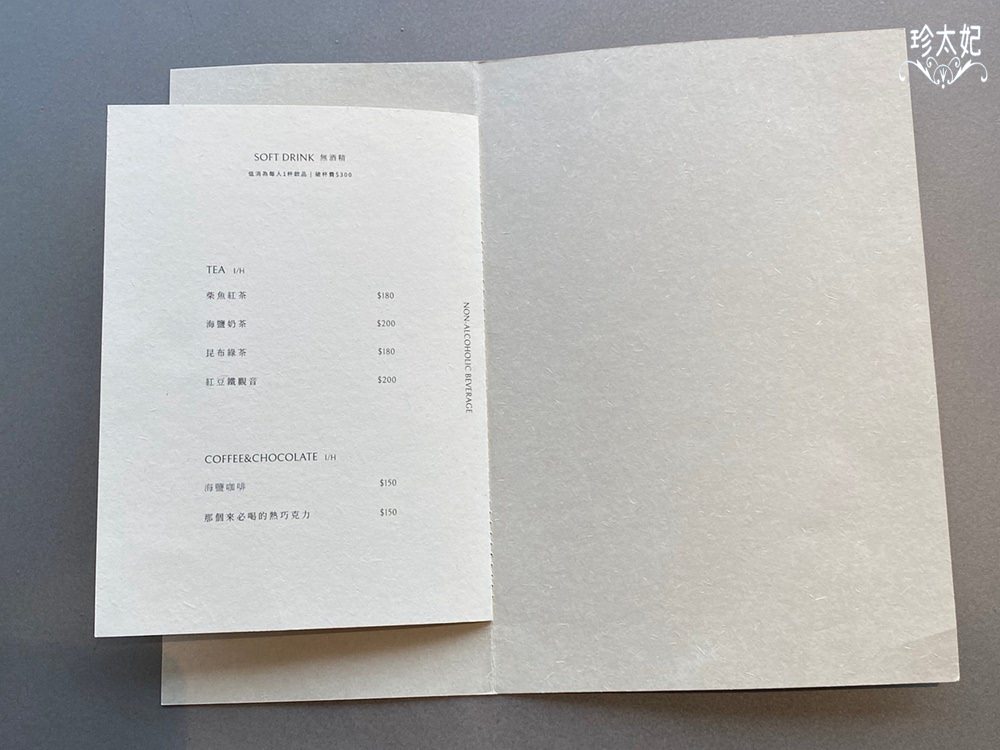 珍太妃
SOFT DRINK 無酒精
低消為每人1杯飲品 | 破杯費$300
TEA I/H
柴魚紅茶 $180
海鹽奶茶 $200
昆布綠茶 $180
紅豆鐵觀音 $200
NON-ALCOHOLIC BEVERAGE
COFFEE&CHOCOLATE I/H
海鹽咖啡 $150
那個來必喝的熱巧克力 $150